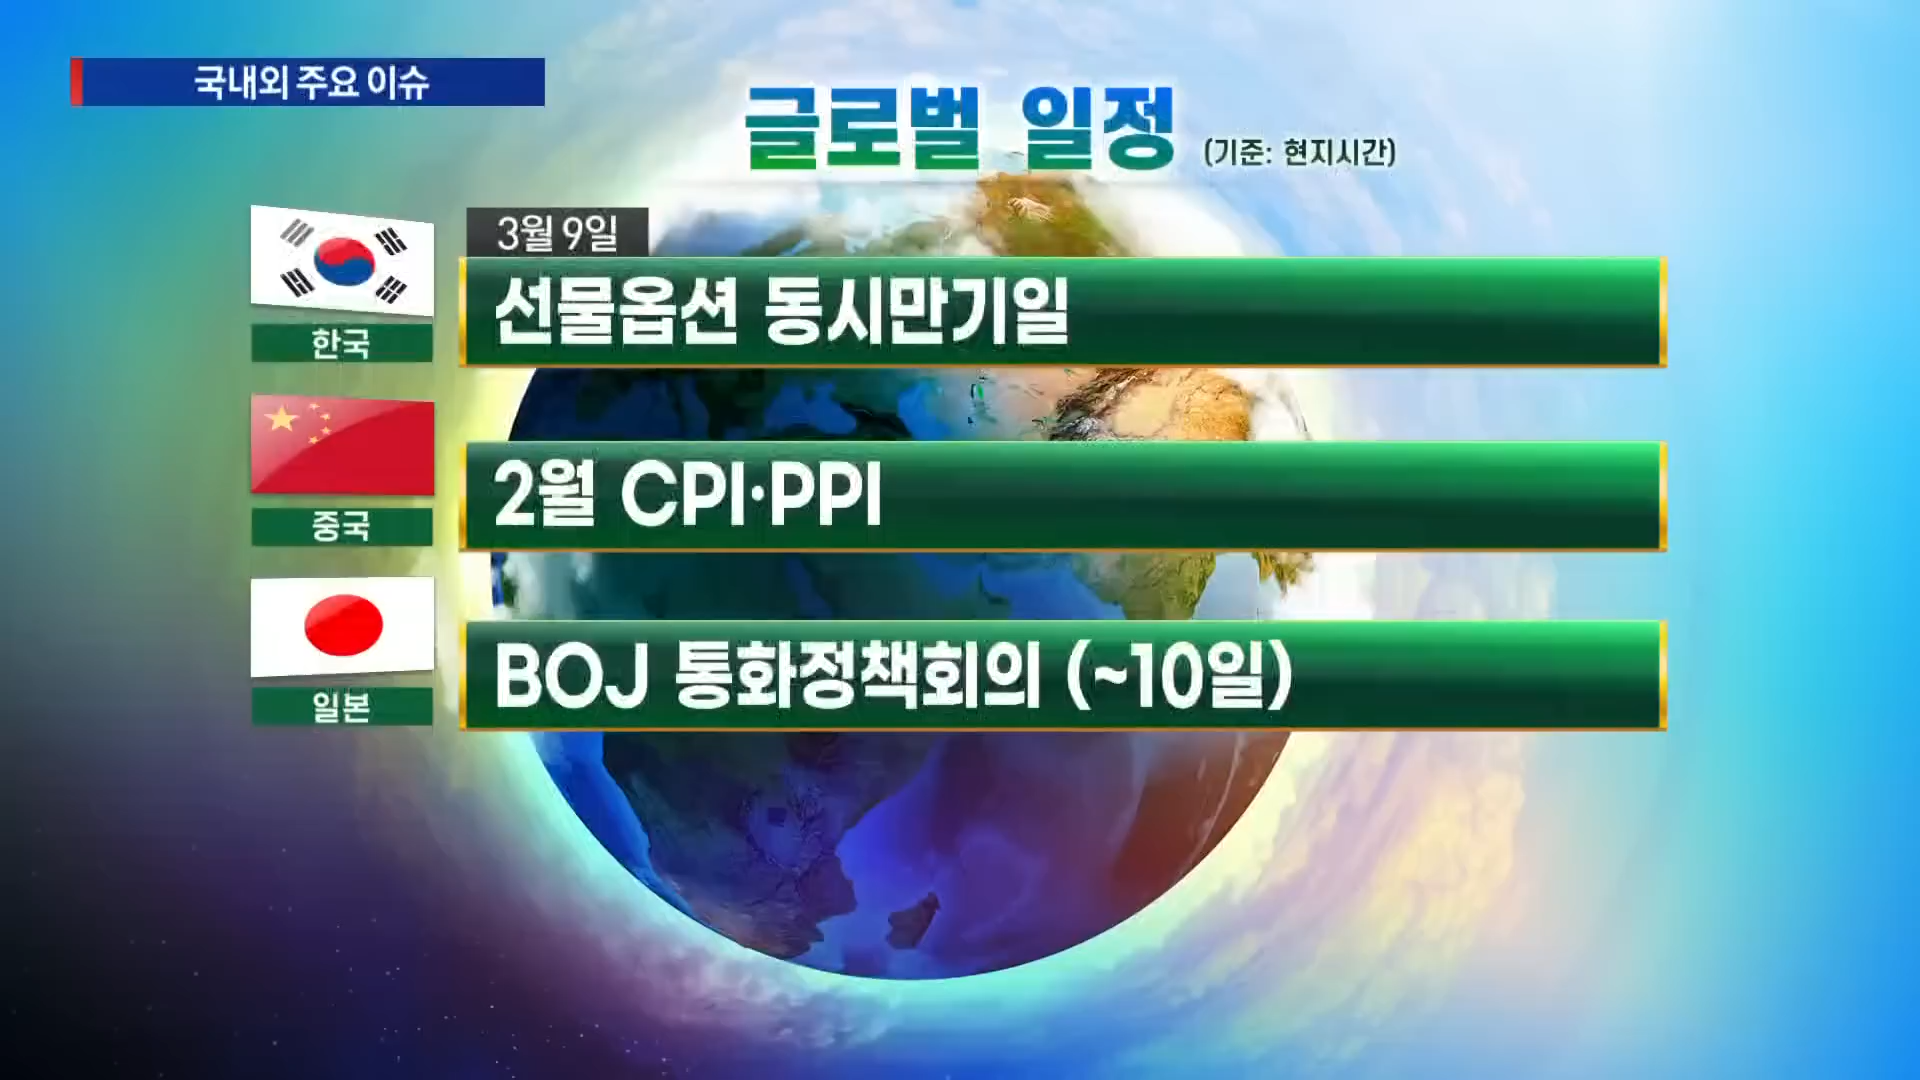 국내외 주요 이슈
글로벌 일정 (기준: 현지시간)
3월 9일
한국
선물옵션 동시만기일
중국
2월 CPI·PPI
일본
BOJ 통화정책회의 (~10일)